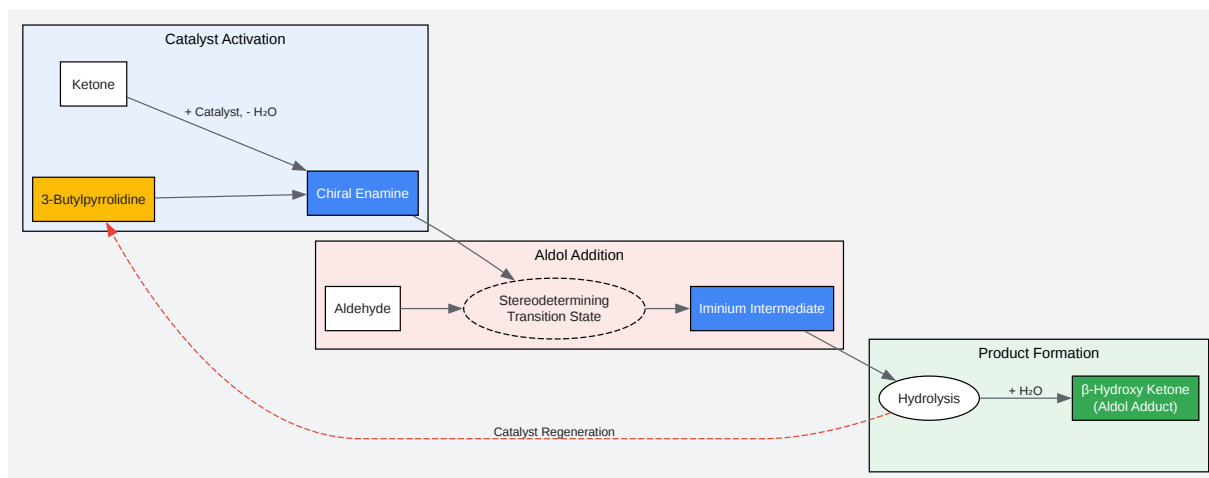 Catalyst Activation
Ketone
+ Catalyst, - H₂O
3-Butylpyrrolidine
Chiral Enamine
Aldol Addition
Aldehyde
Stereodetermining
Transition State
Iminium Intermediate
Product Formation
Hydrolysis
+ H₂O
β-Hydroxy Ketone
(Aldol Adduct)
Catalyst Regeneration